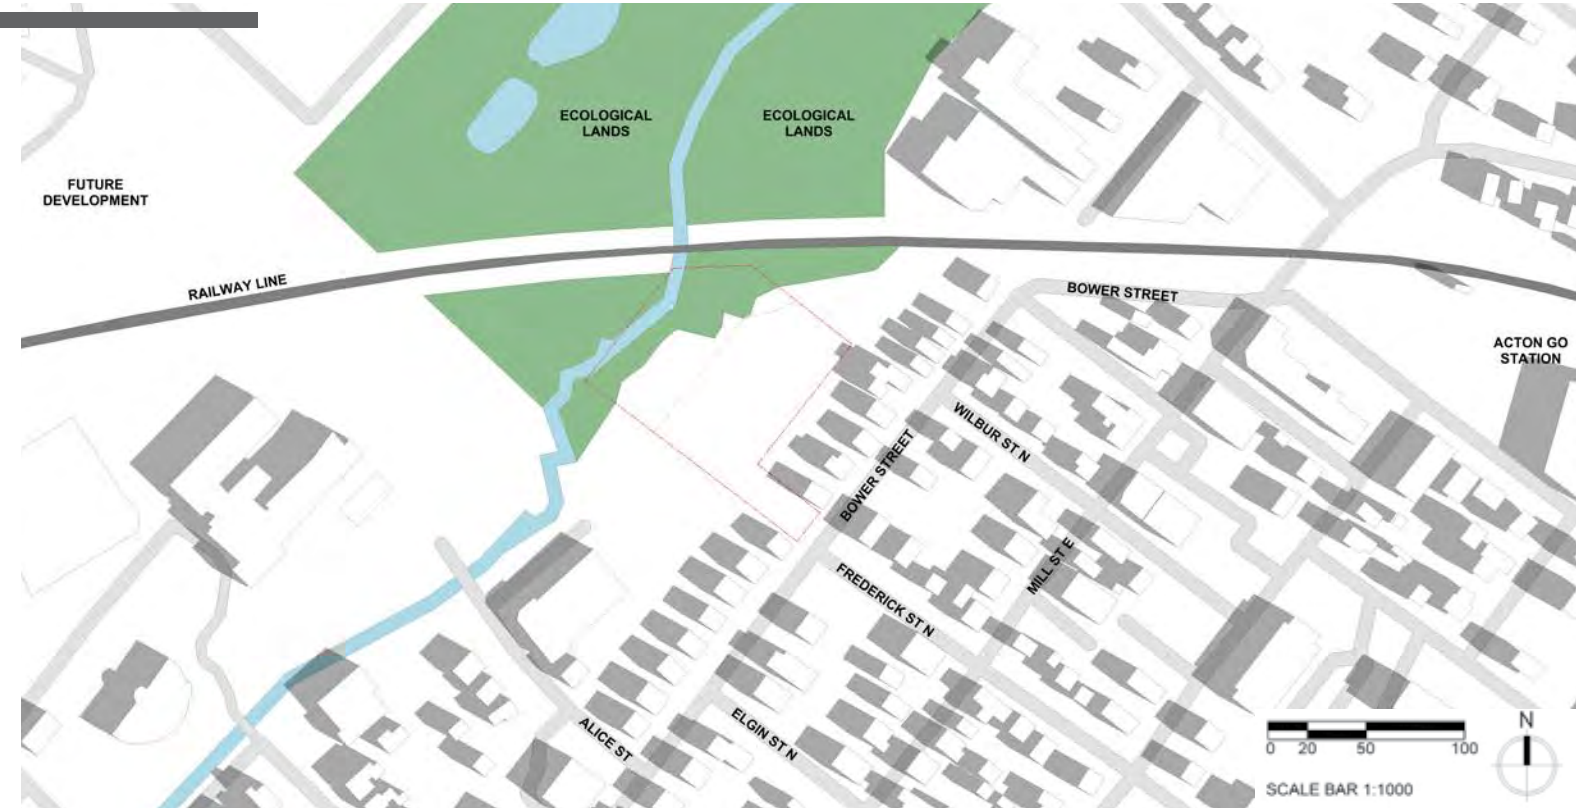 ECOLOGICAL
LANDS
ECOLOGICAL
LANDS
FUTURE
DEVELOPMENT
RAILWAY LINE
BOWER STREET
ACTON GO
STATION
WILBUR ST N
BOWER STREET
MILL ST E
FREDERICK ST N
ELGIN ST N
ALICE ST
N
0 20 50 100
SCALE BAR 1:1000